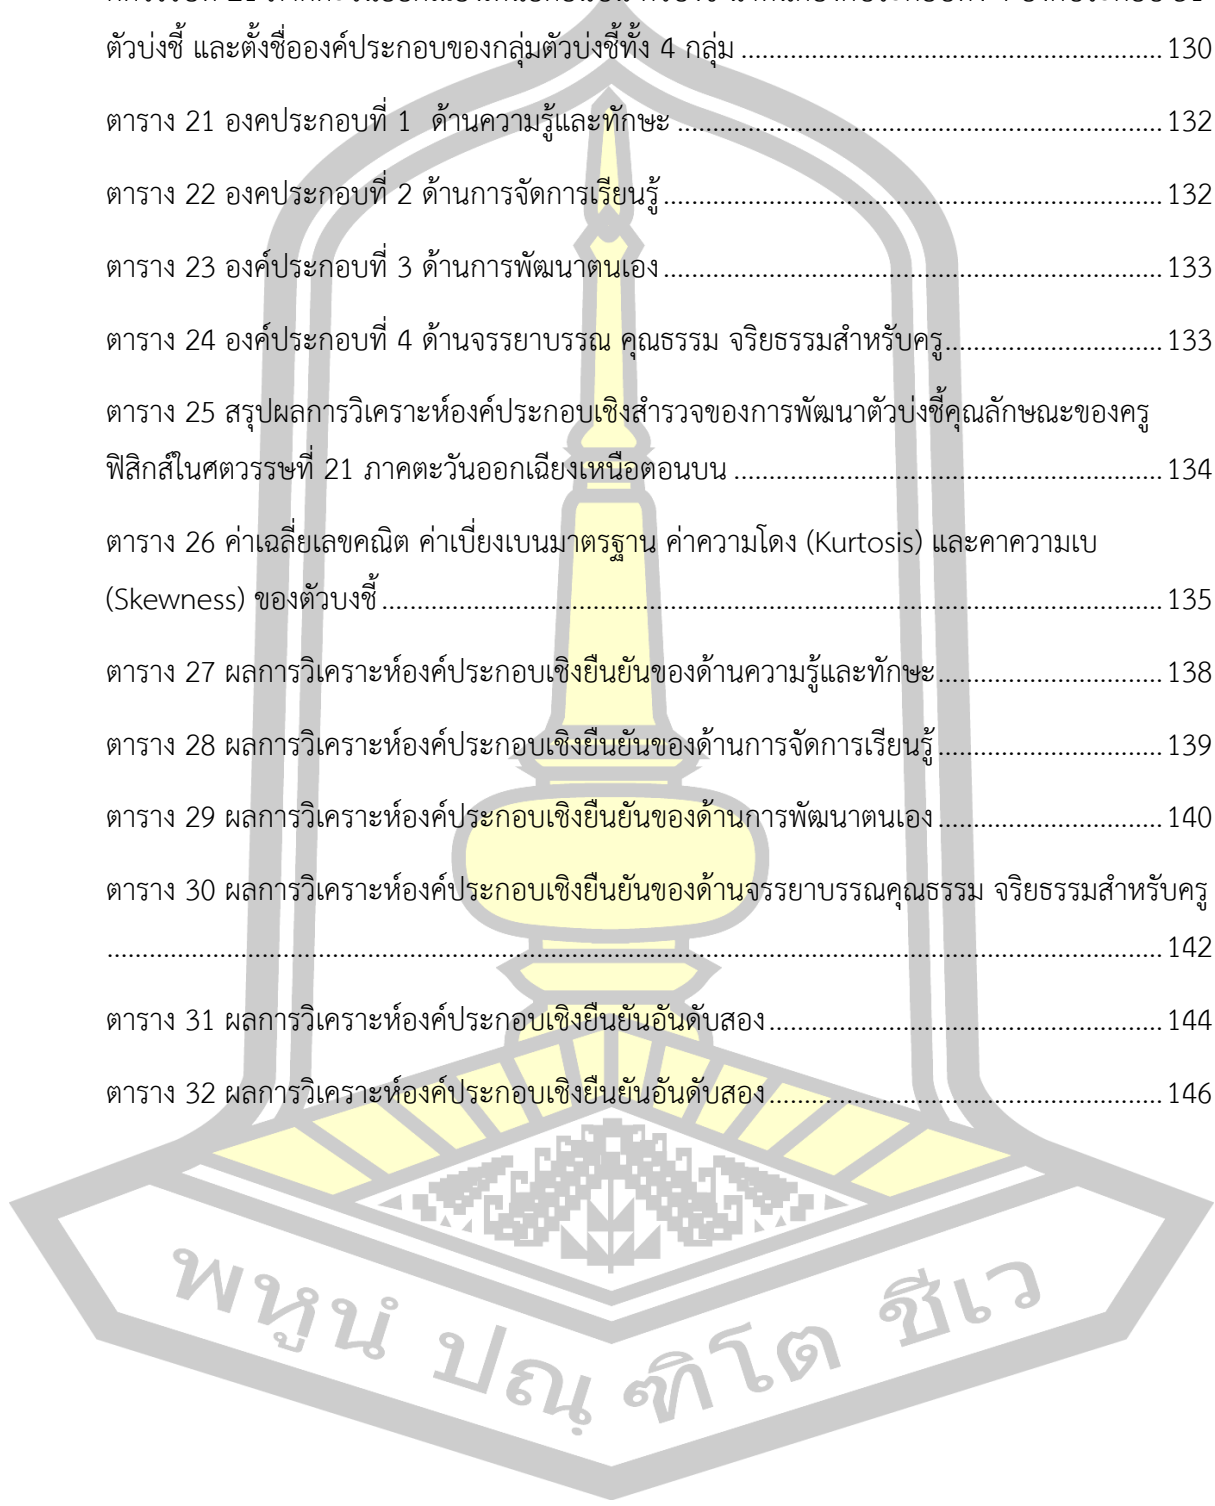 ตัวบ่งชี้ และตั้งชื่อองค์ประกอบของกลุ่มตัวบ่งชี้ทั้ง 4 กลุ่ม ............................................................. 130
ตาราง 21 องคประกอบที่ 1  ด้านความรู้และทักษะ ...................................................................... 132
ตาราง 22 องคประกอบที่ 2 ด้านการจัดการเรียนรู้ ........................................................................ 132
ตาราง 23 องค์ประกอบที่ 3 ด้านการพัฒนาตนเอง ........................................................................ 133
ตาราง 24 องค์ประกอบที่ 4 ด้านจรรยาบรรณ คุณธรรม จริยธรรมสำหรับครู ............................... 133
ตาราง 25 สรุปผลการวิเคราะห์องค์ประกอบเชิงสำรวจของการพัฒนาตัวบ่งชี้คุณลักษณะของครู
ฟิสิกส์ในศตวรรษที่ 21 ภาคตะวันออกเฉียงเหนือตอนบน .............................................................. 134
ตาราง 26 ค่าเฉลี่ยเลขคณิต ค่าเบี่ยงเบนมาตรฐาน ค่าความโดง (Kurtosis) และคาความเบ
(Skewness) ของตัวบงชี้ ................................................................................................................. 135
ตาราง 27 ผลการวิเคราะห์องค์ประกอบเชิงยืนยันของด้านความรู้และทักษะ ................................ 138
ตาราง 28 ผลการวิเคราะห์องค์ประกอบเชิงยืนยันของด้านการจัดการเรียนรู้ ................................ 139
ตาราง 29 ผลการวิเคราะห์องค์ประกอบเชิงยืนยันของด้านการพัฒนาตนเอง ................................ 140
ตาราง 30 ผลการวิเคราะห์องค์ประกอบเชิงยืนยันของด้านจรรยาบรรณคุณธรรม จริยธรรมสำหรับครู
......................................................................................................................................................... 142
ตาราง 31 ผลการวิเคราะห์องค์ประกอบเชิงยืนยันอันดับสอง ......................................................... 144
ตาราง 32 ผลการวิเคราะห์องค์ประกอบเชิงยืนยันอันดับสอง ......................................................... 146
พหูนํ ปณฺฑิโต ชีเว